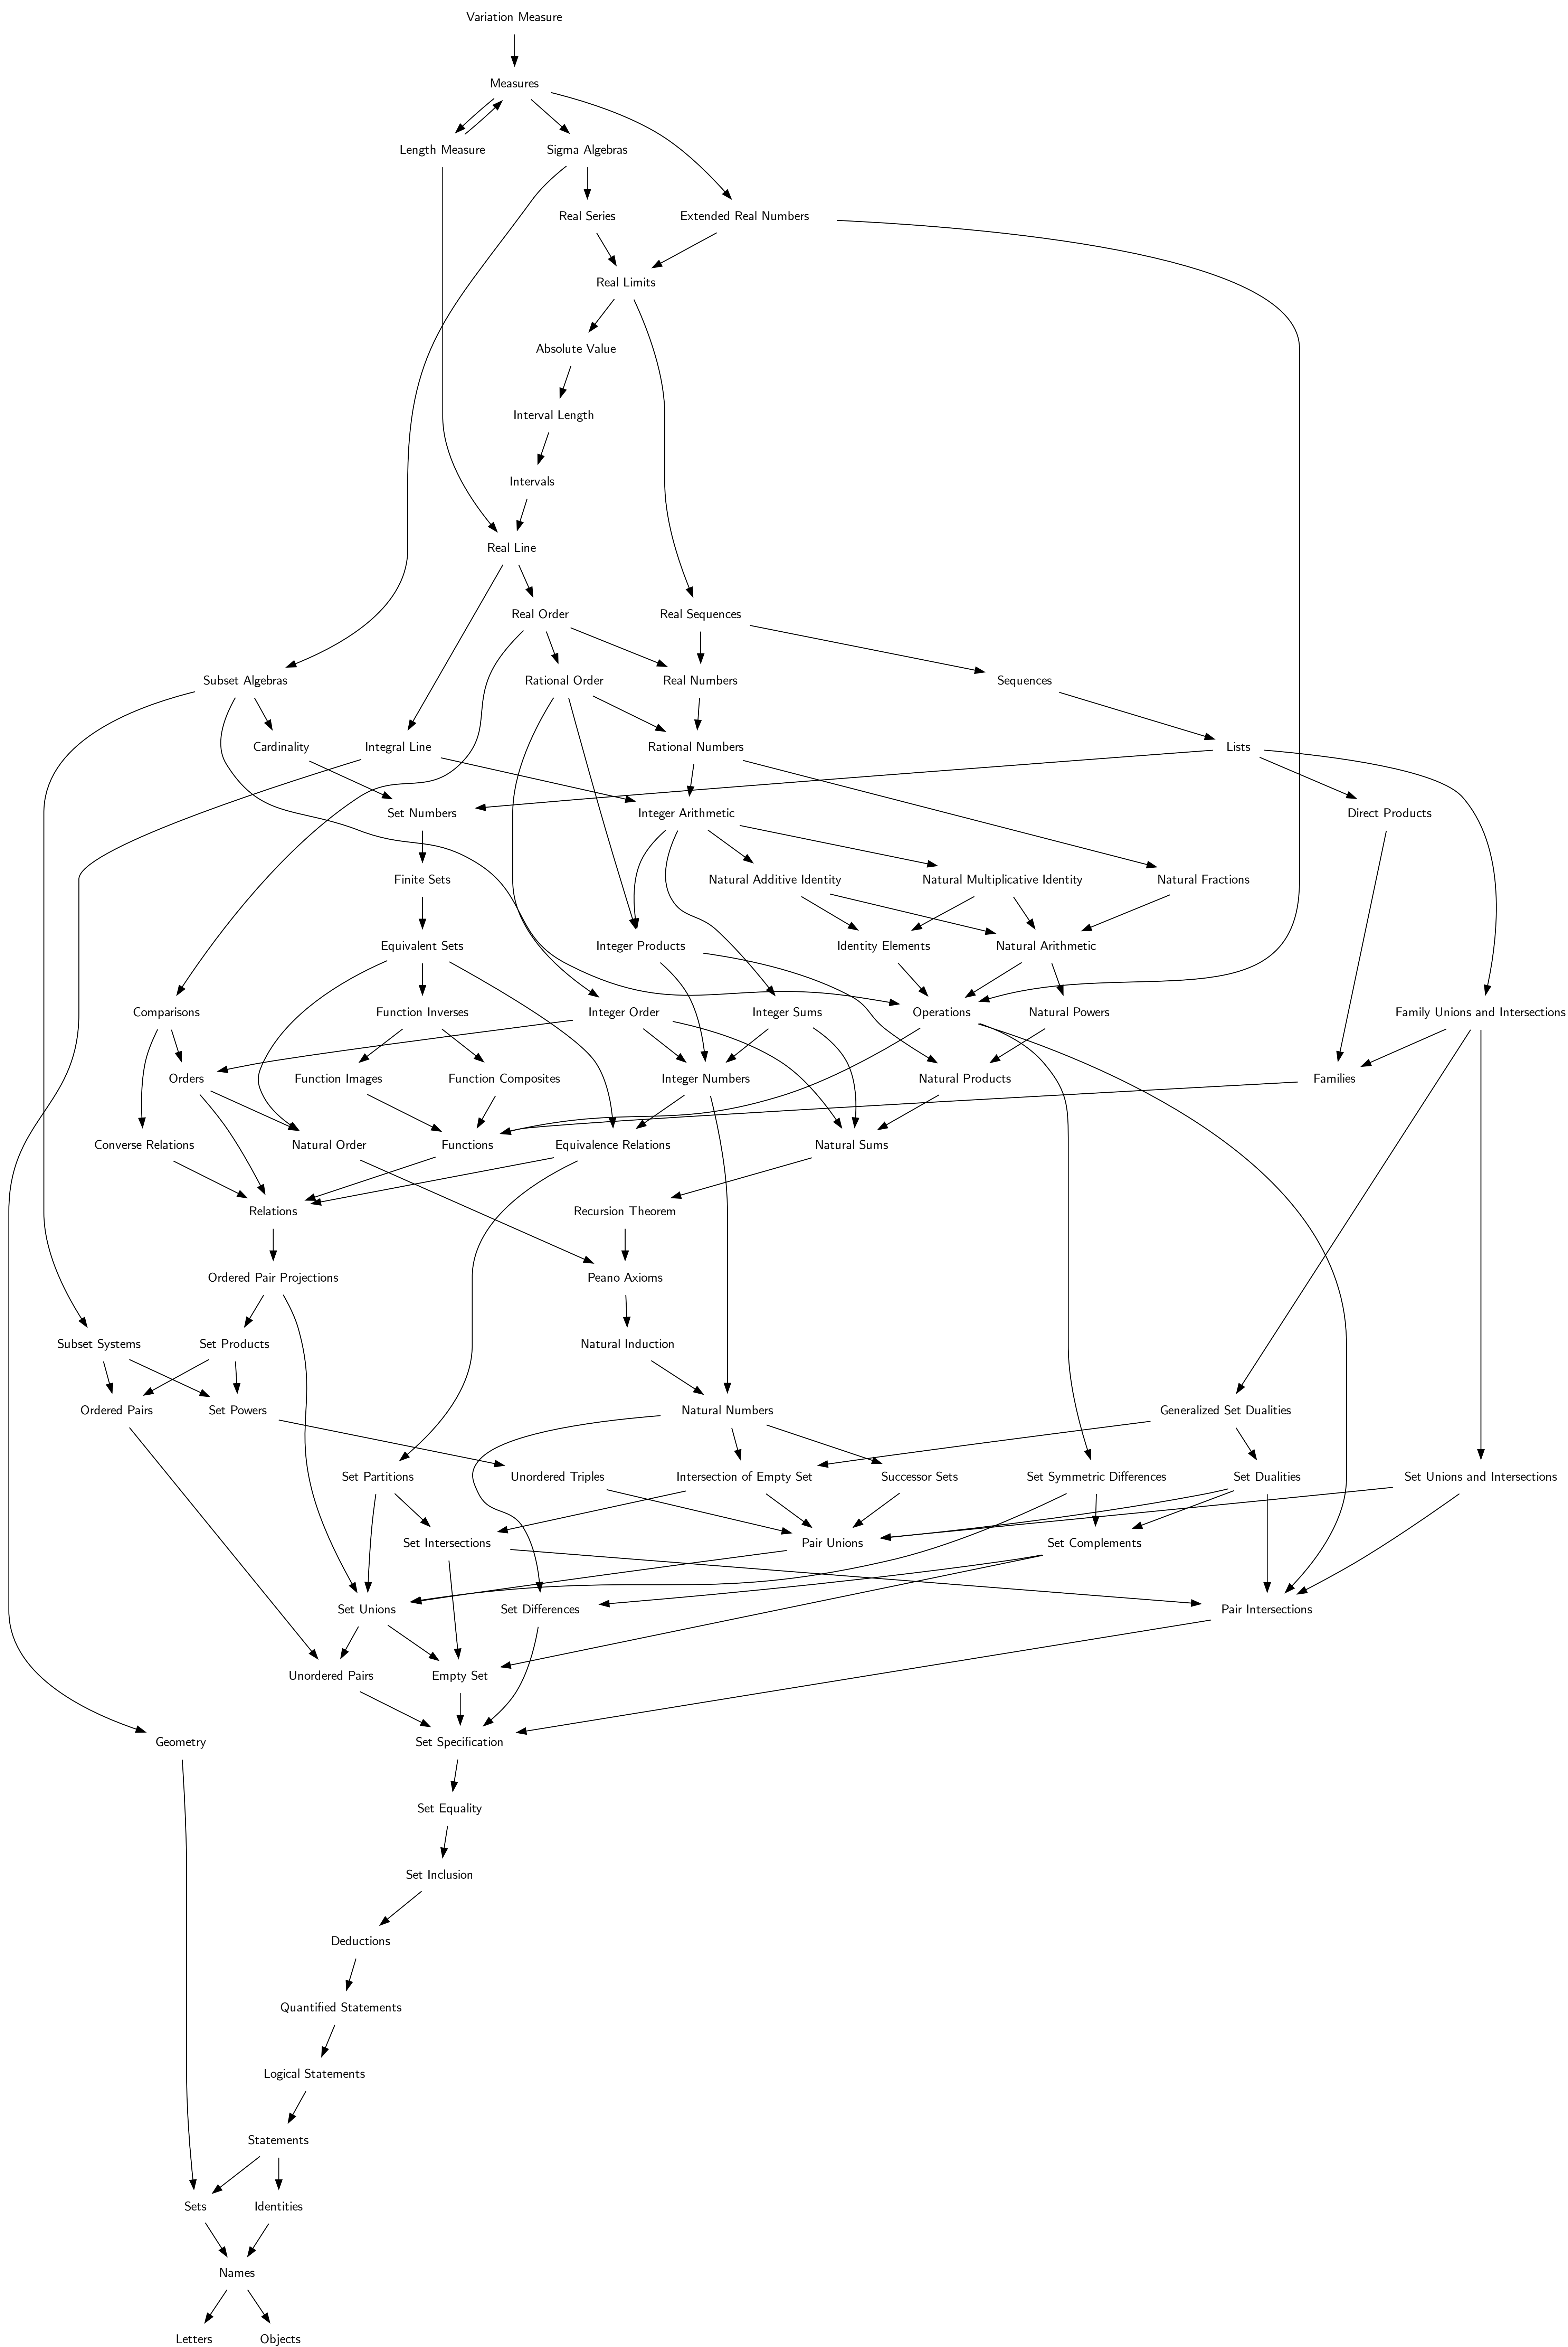 Variation Measure
Measures
Length Measure
Sigma Algebras
Real Series
Extended Real Numbers
Real Limits
Absolute Value
Interval Length
Intervals
Real Line
Real Order
Real Sequences
Subset Algebras
Rational Order
Real Numbers
Sequences
Cardinality
Integral Line
Rational Numbers
Lists
Set Numbers
Integer Arithmetic
Direct Products
Finite Sets
Natural Additive Identity
Natural Multiplicative Identity
Natural Fractions
Equivalent Sets
Integer Products
Identity Elements
Natural Arithmetic
Comparisons
Function Inverses
Integer Order
Integer Sums
Operations
Natural Powers
Family Unions and Intersections
Orders
Function Images
Function Composites
Integer Numbers
Natural Products
Families
Converse Relations
Natural Order
Functions
Equivalence Relations
Natural Sums
Relations
Recursion Theorem
Ordered Pair Projections
Peano Axioms
Subset Systems
Set Products
Natural Induction
Ordered Pairs
Set Powers
Natural Numbers
Generalized Set Dualities
Set Partitions
Unordered Triples
Intersection of Empty Set
Successor Sets
Set Symmetric Differences
Set Dualities
Set Unions and Intersections
Set Intersections
Pair Unions
Set Complements
Set Unions
Set Differences
Pair Intersections
Unordered Pairs
Empty Set
Geometry
Set Specification
Set Equality
Set Inclusion
Deductions
Quantified Statements
Logical Statements
Statements
Sets
Identities
Names
Letters
Objects